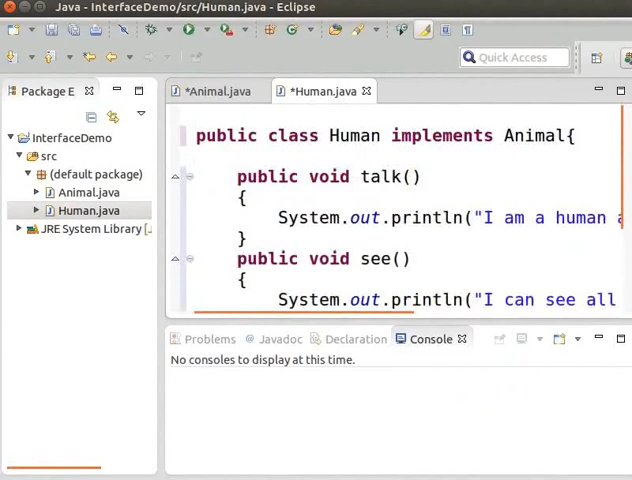 Java - InterfaceDemo/src/Human.java - Eclipse
Quick Access
Package E
*Animal.java
*Human.java
InterfaceDemo
src
(default package)
Animal.java
Human.java
JRE System Library [
public class Human implements Animal{
public void talk()
{
System.out.println("I am a human a
}
public void see()
{
System.out.println("I can see all
Problems
@ Javadoc
Declaration
Console
No consoles to display at this time.